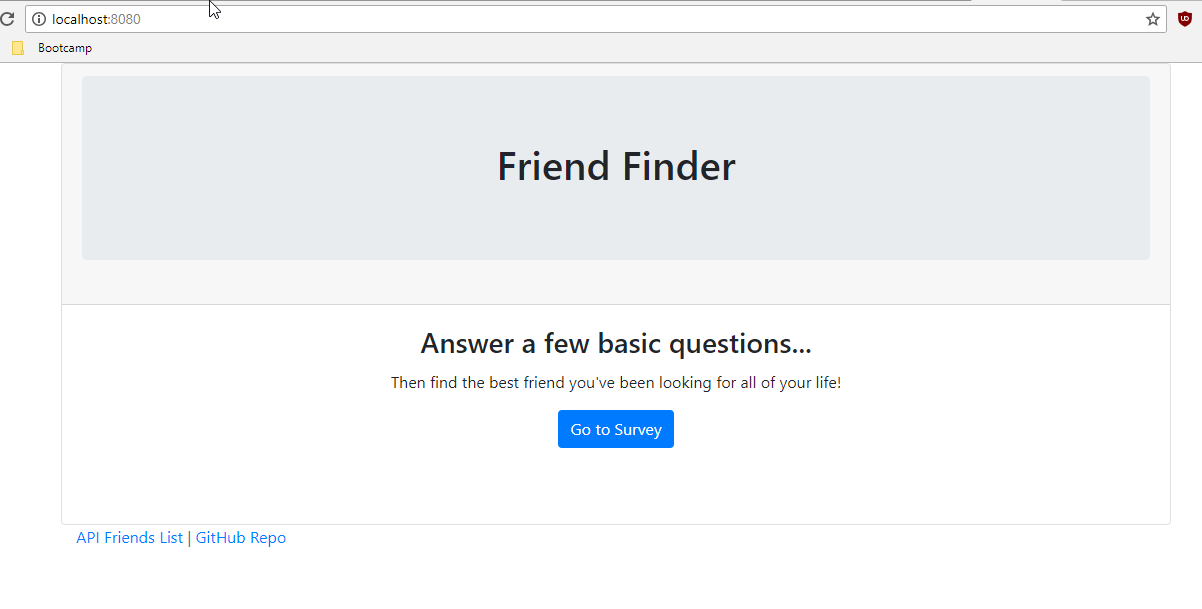 localhost:8080
Bootcamp
Friend Finder
Answer a few basic questions...
Then find the best friend you've been looking for all of your life!
Go to Survey
API Friends List | GitHub Repo